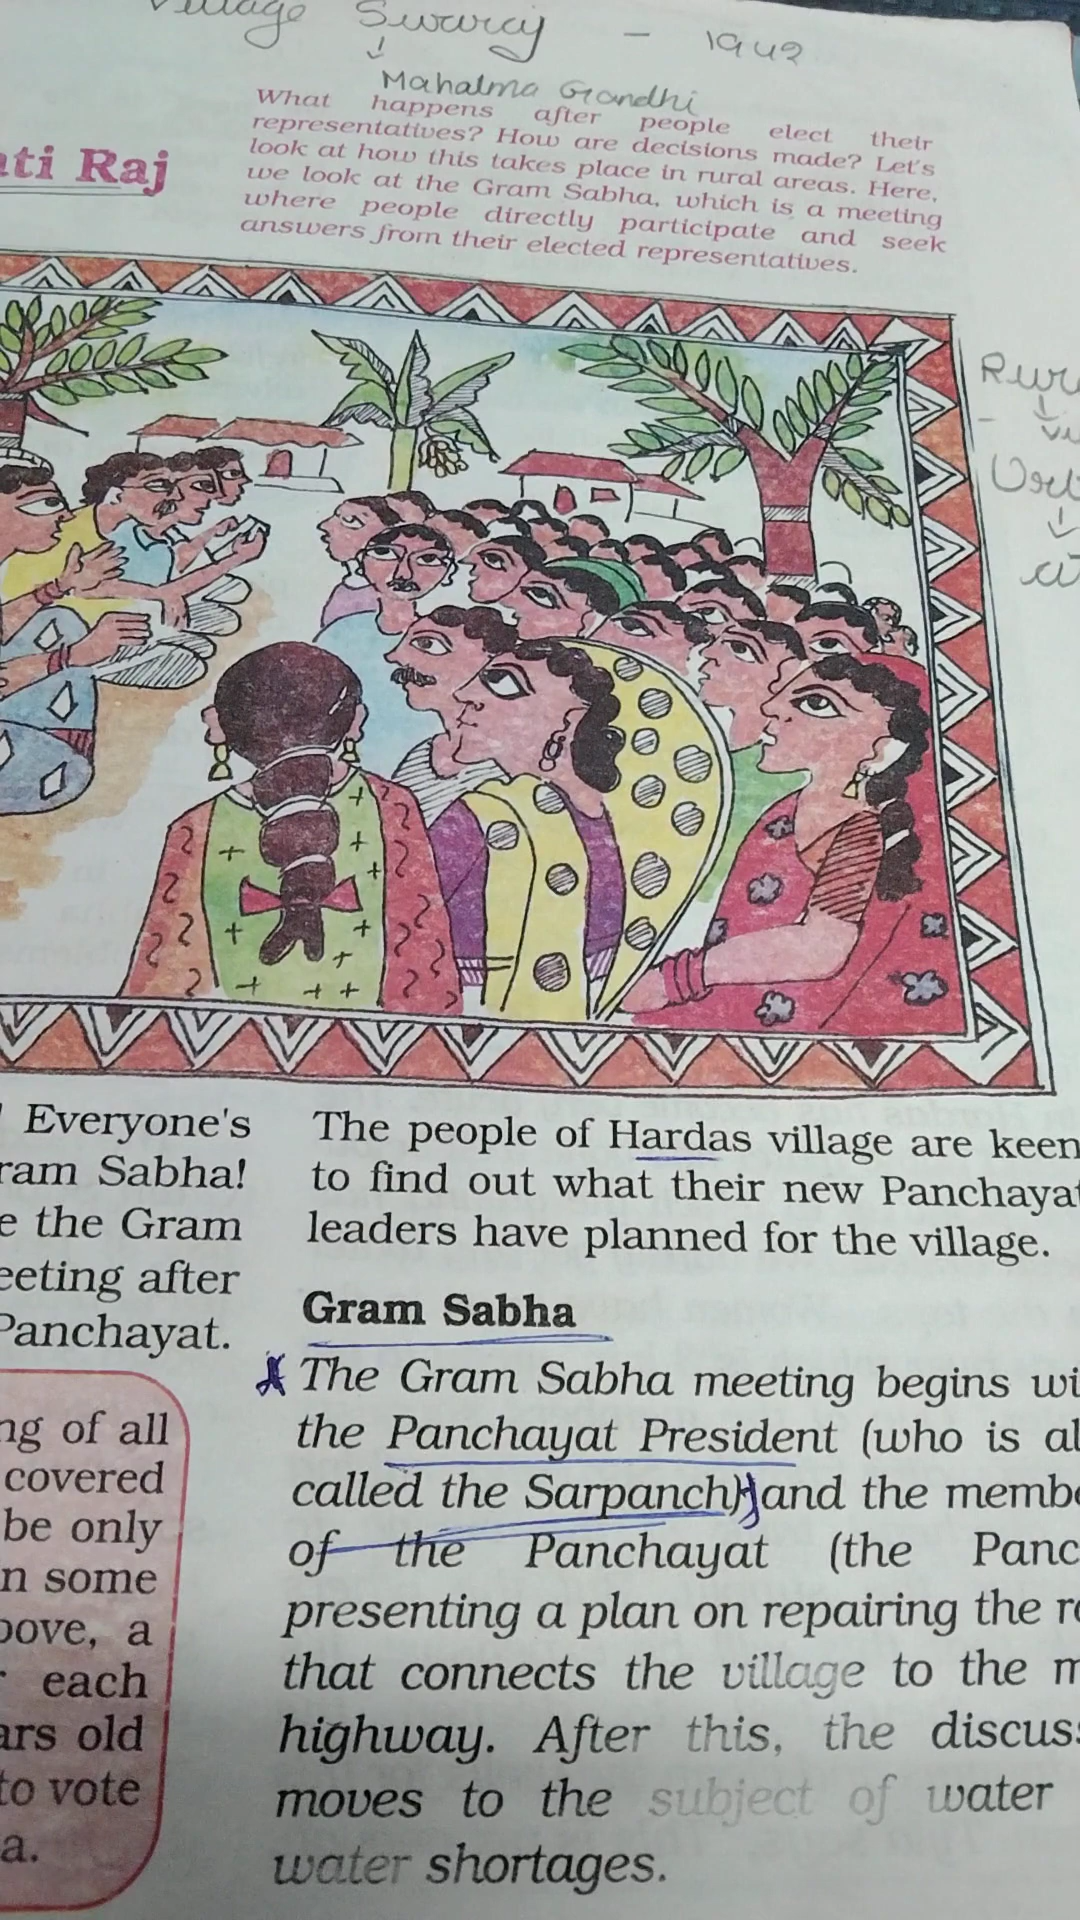 Village Swaraj - 1942
Mahatma Gandhi
ati Raj
What happens after people elect their
representatives? How are decisions made? Let's
look at how this takes place in rural areas. Here,
we look at the Gram Sabha, which is a meeting
where people directly participate and seek
answers from their elected representatives.
Everyone's
ram Sabha!
e the Gram
eeting after
Panchayat.
ng of all
covered
be only
n some
bove, a
r each
ars old
to vote
a.
The people of Hardas village are keen
to find out what their new Panchayat
leaders have planned for the village.
Gram Sabha
The Gram Sabha meeting begins wi
the Panchayat President (who is al
called the Sarpanch) and the membe
of the Panchayat (the Panc
presenting a plan on repairing the ro
that connects the village to the m
highway. After this, the discuss
moves to the subject of water
water shortages.